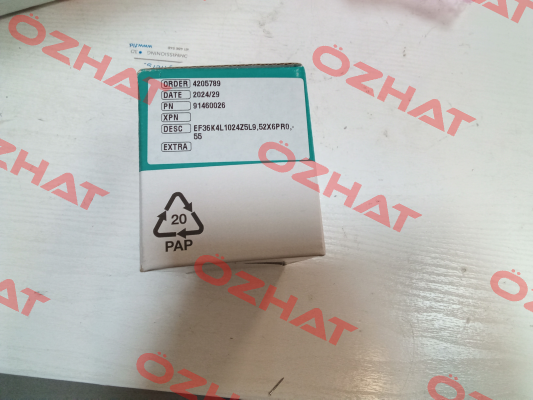 ORDER 4205789
DATE 2024/29
PN 91460026
XPN
DESC EF36K4L1024Z5L9,52X6PR0,-
55
EXTRA
20
PAP
ÖZHAT
ÖZHAT
ÖZHAT
ÖZHAT
ÖZHAT
ÖZHAT
ÖZHAT
ÖZHAT
ÖZHAT